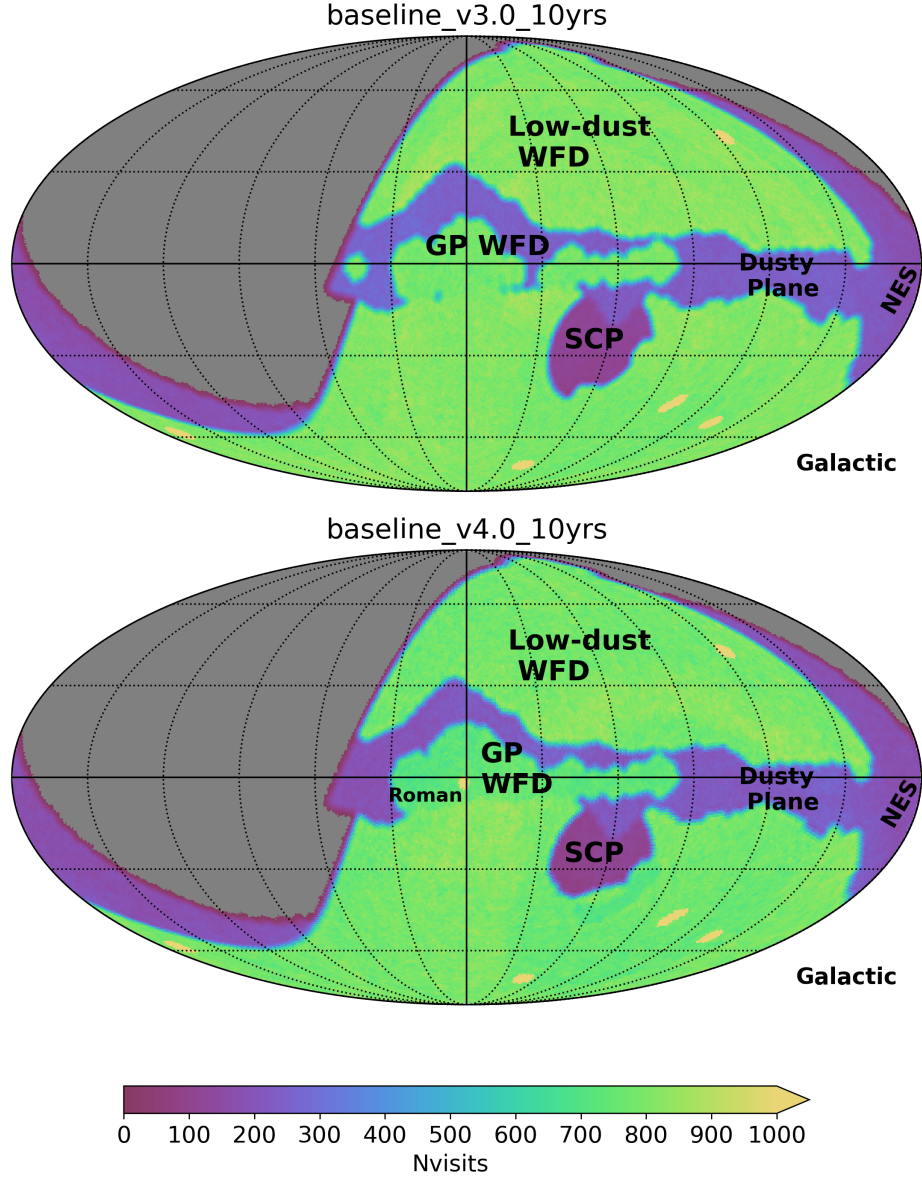 baseline_v3.0_10yrs
Low-dust
WFD
GP WFD
Dusty
Plane
NES
SCP
Galactic
baseline_v4.0_10yrs
Low-dust
WFD
GP
WFD
Roman
Dusty
Plane
NES
SCP
Galactic
0 100 200 300 400 500 600 700 800 900 1000
Nvisits